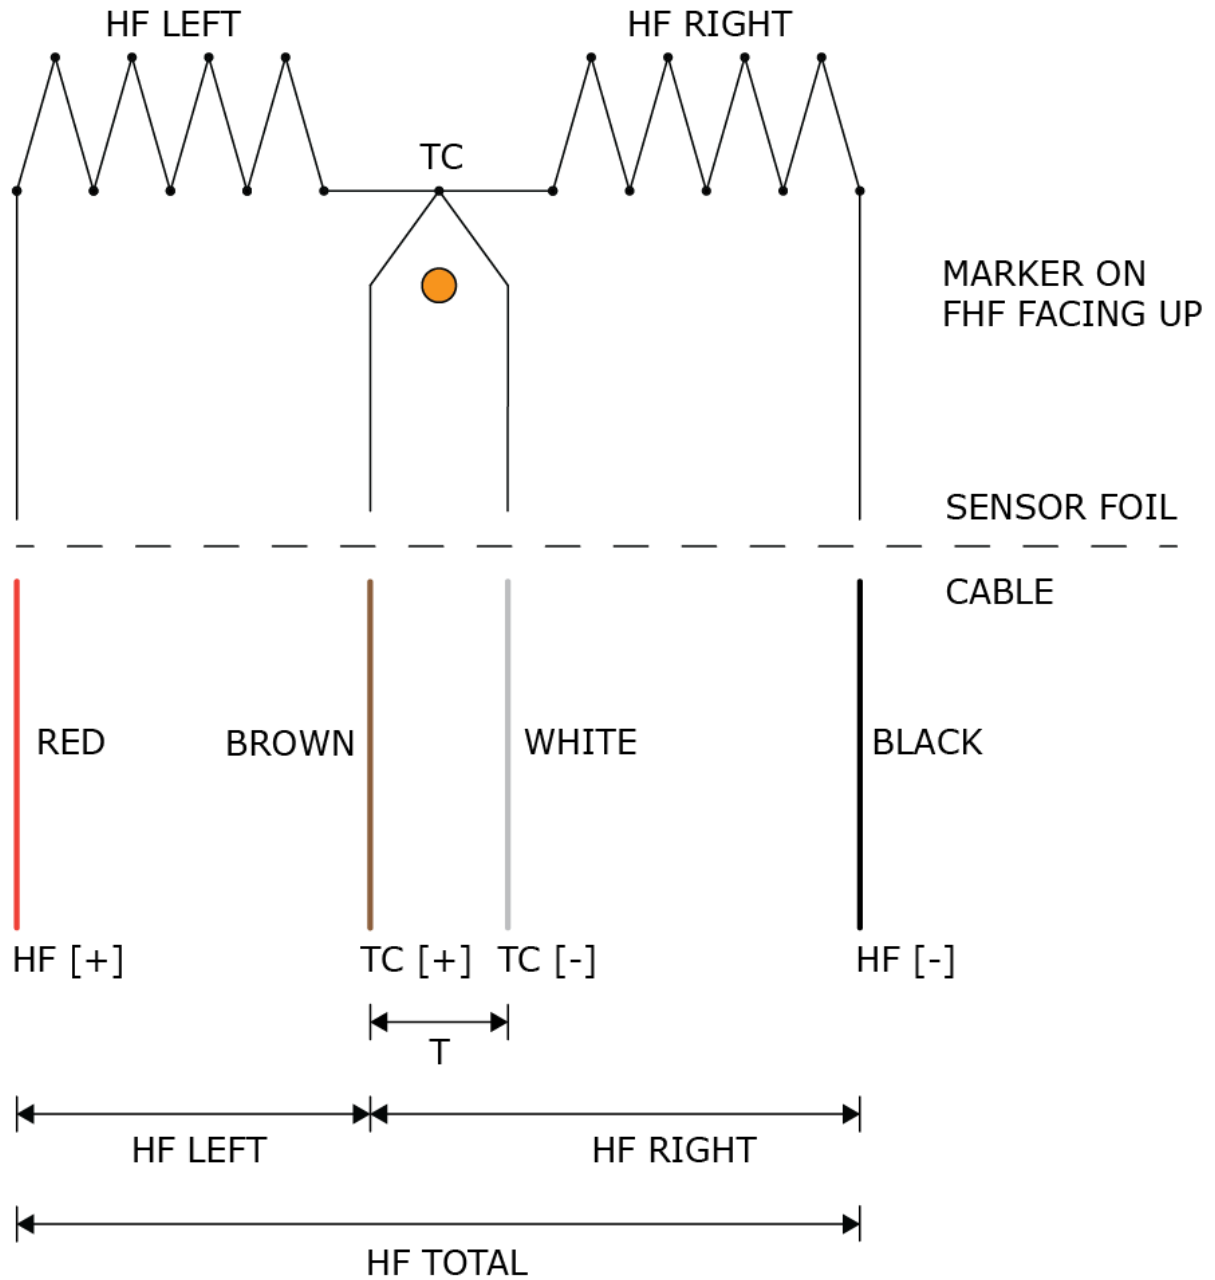 HF LEFT
HF RIGHT
TC
MARKER ON
FHF FACING UP
SENSOR FOIL
CABLE
RED
BROWN
WHITE
BLACK
HF [+]
TC [+]
TC [-]
HF [-]
T
HF LEFT
HF RIGHT
HF TOTAL